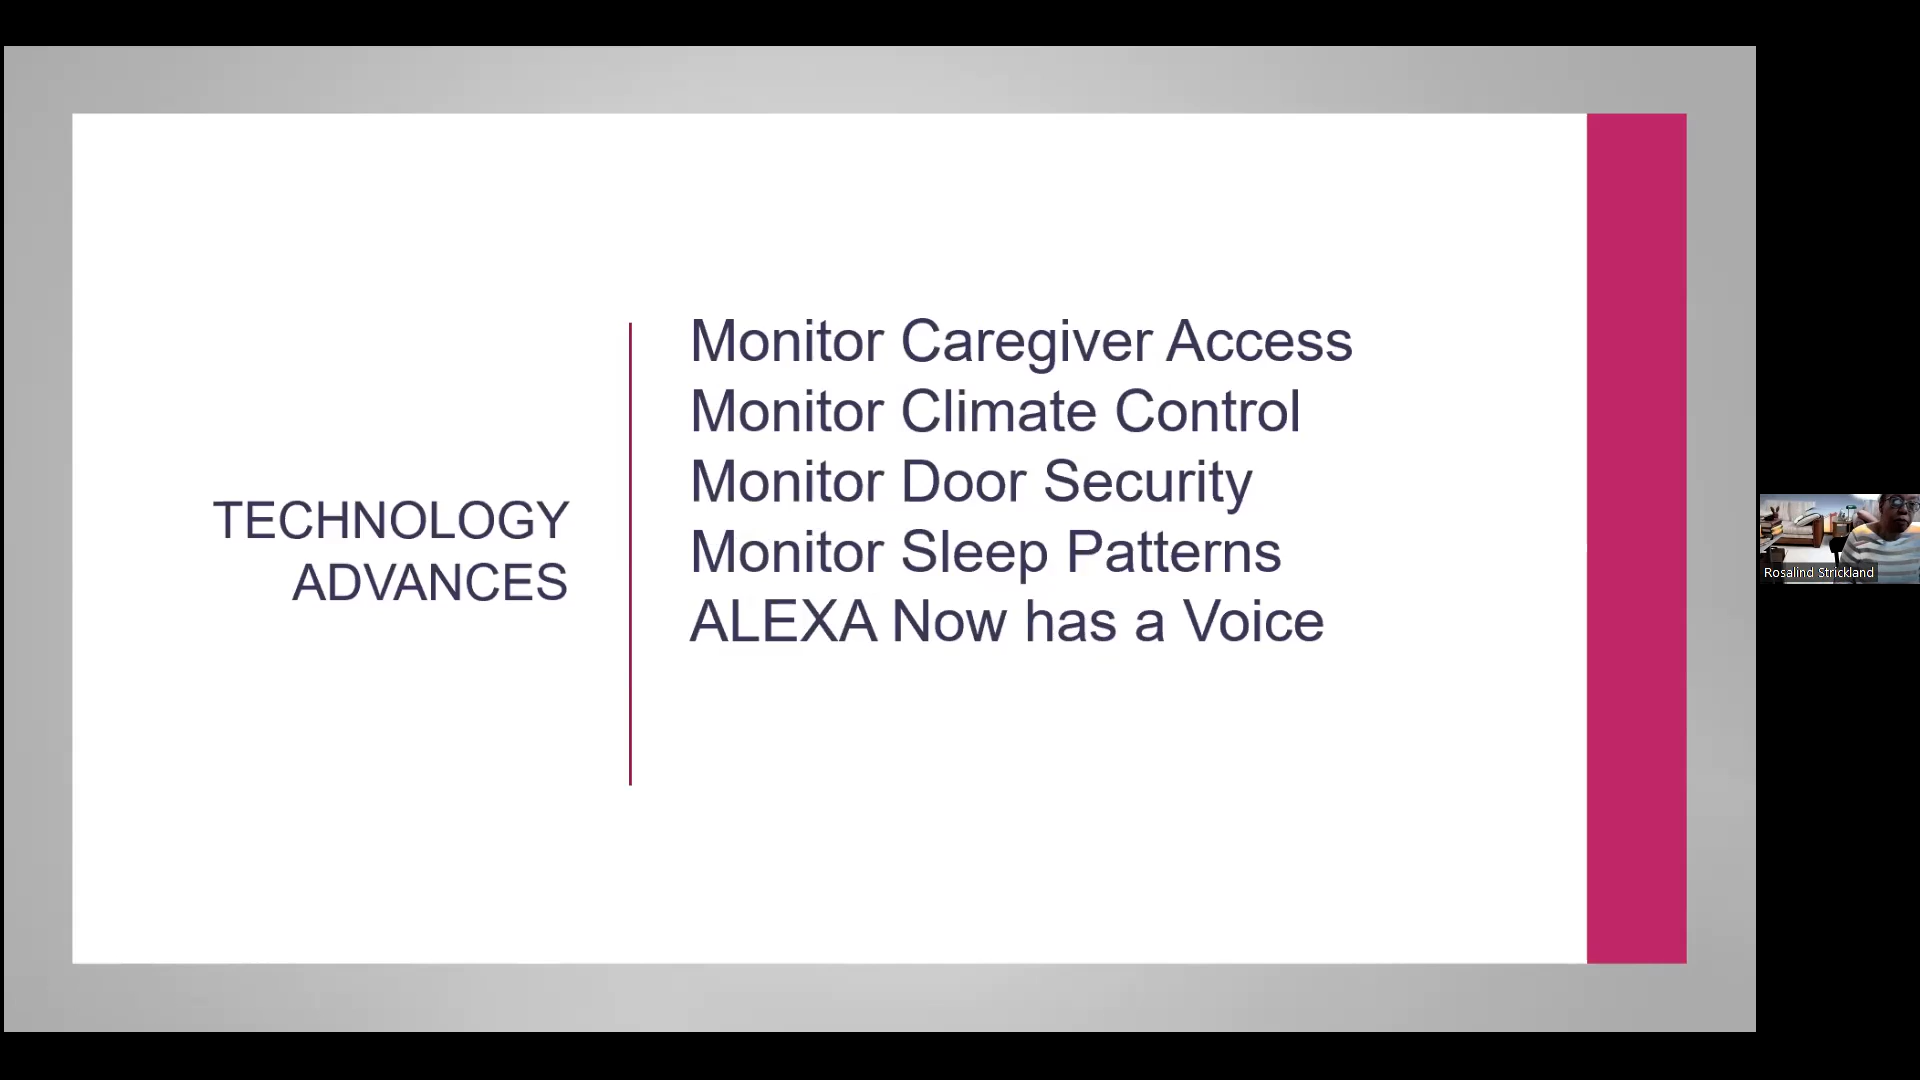 TECHNOLOGY
ADVANCES
Monitor Caregiver Access
Monitor Climate Control
Monitor Door Security
Monitor Sleep Patterns
ALEXA Now has a Voice
Rosalind Strickland